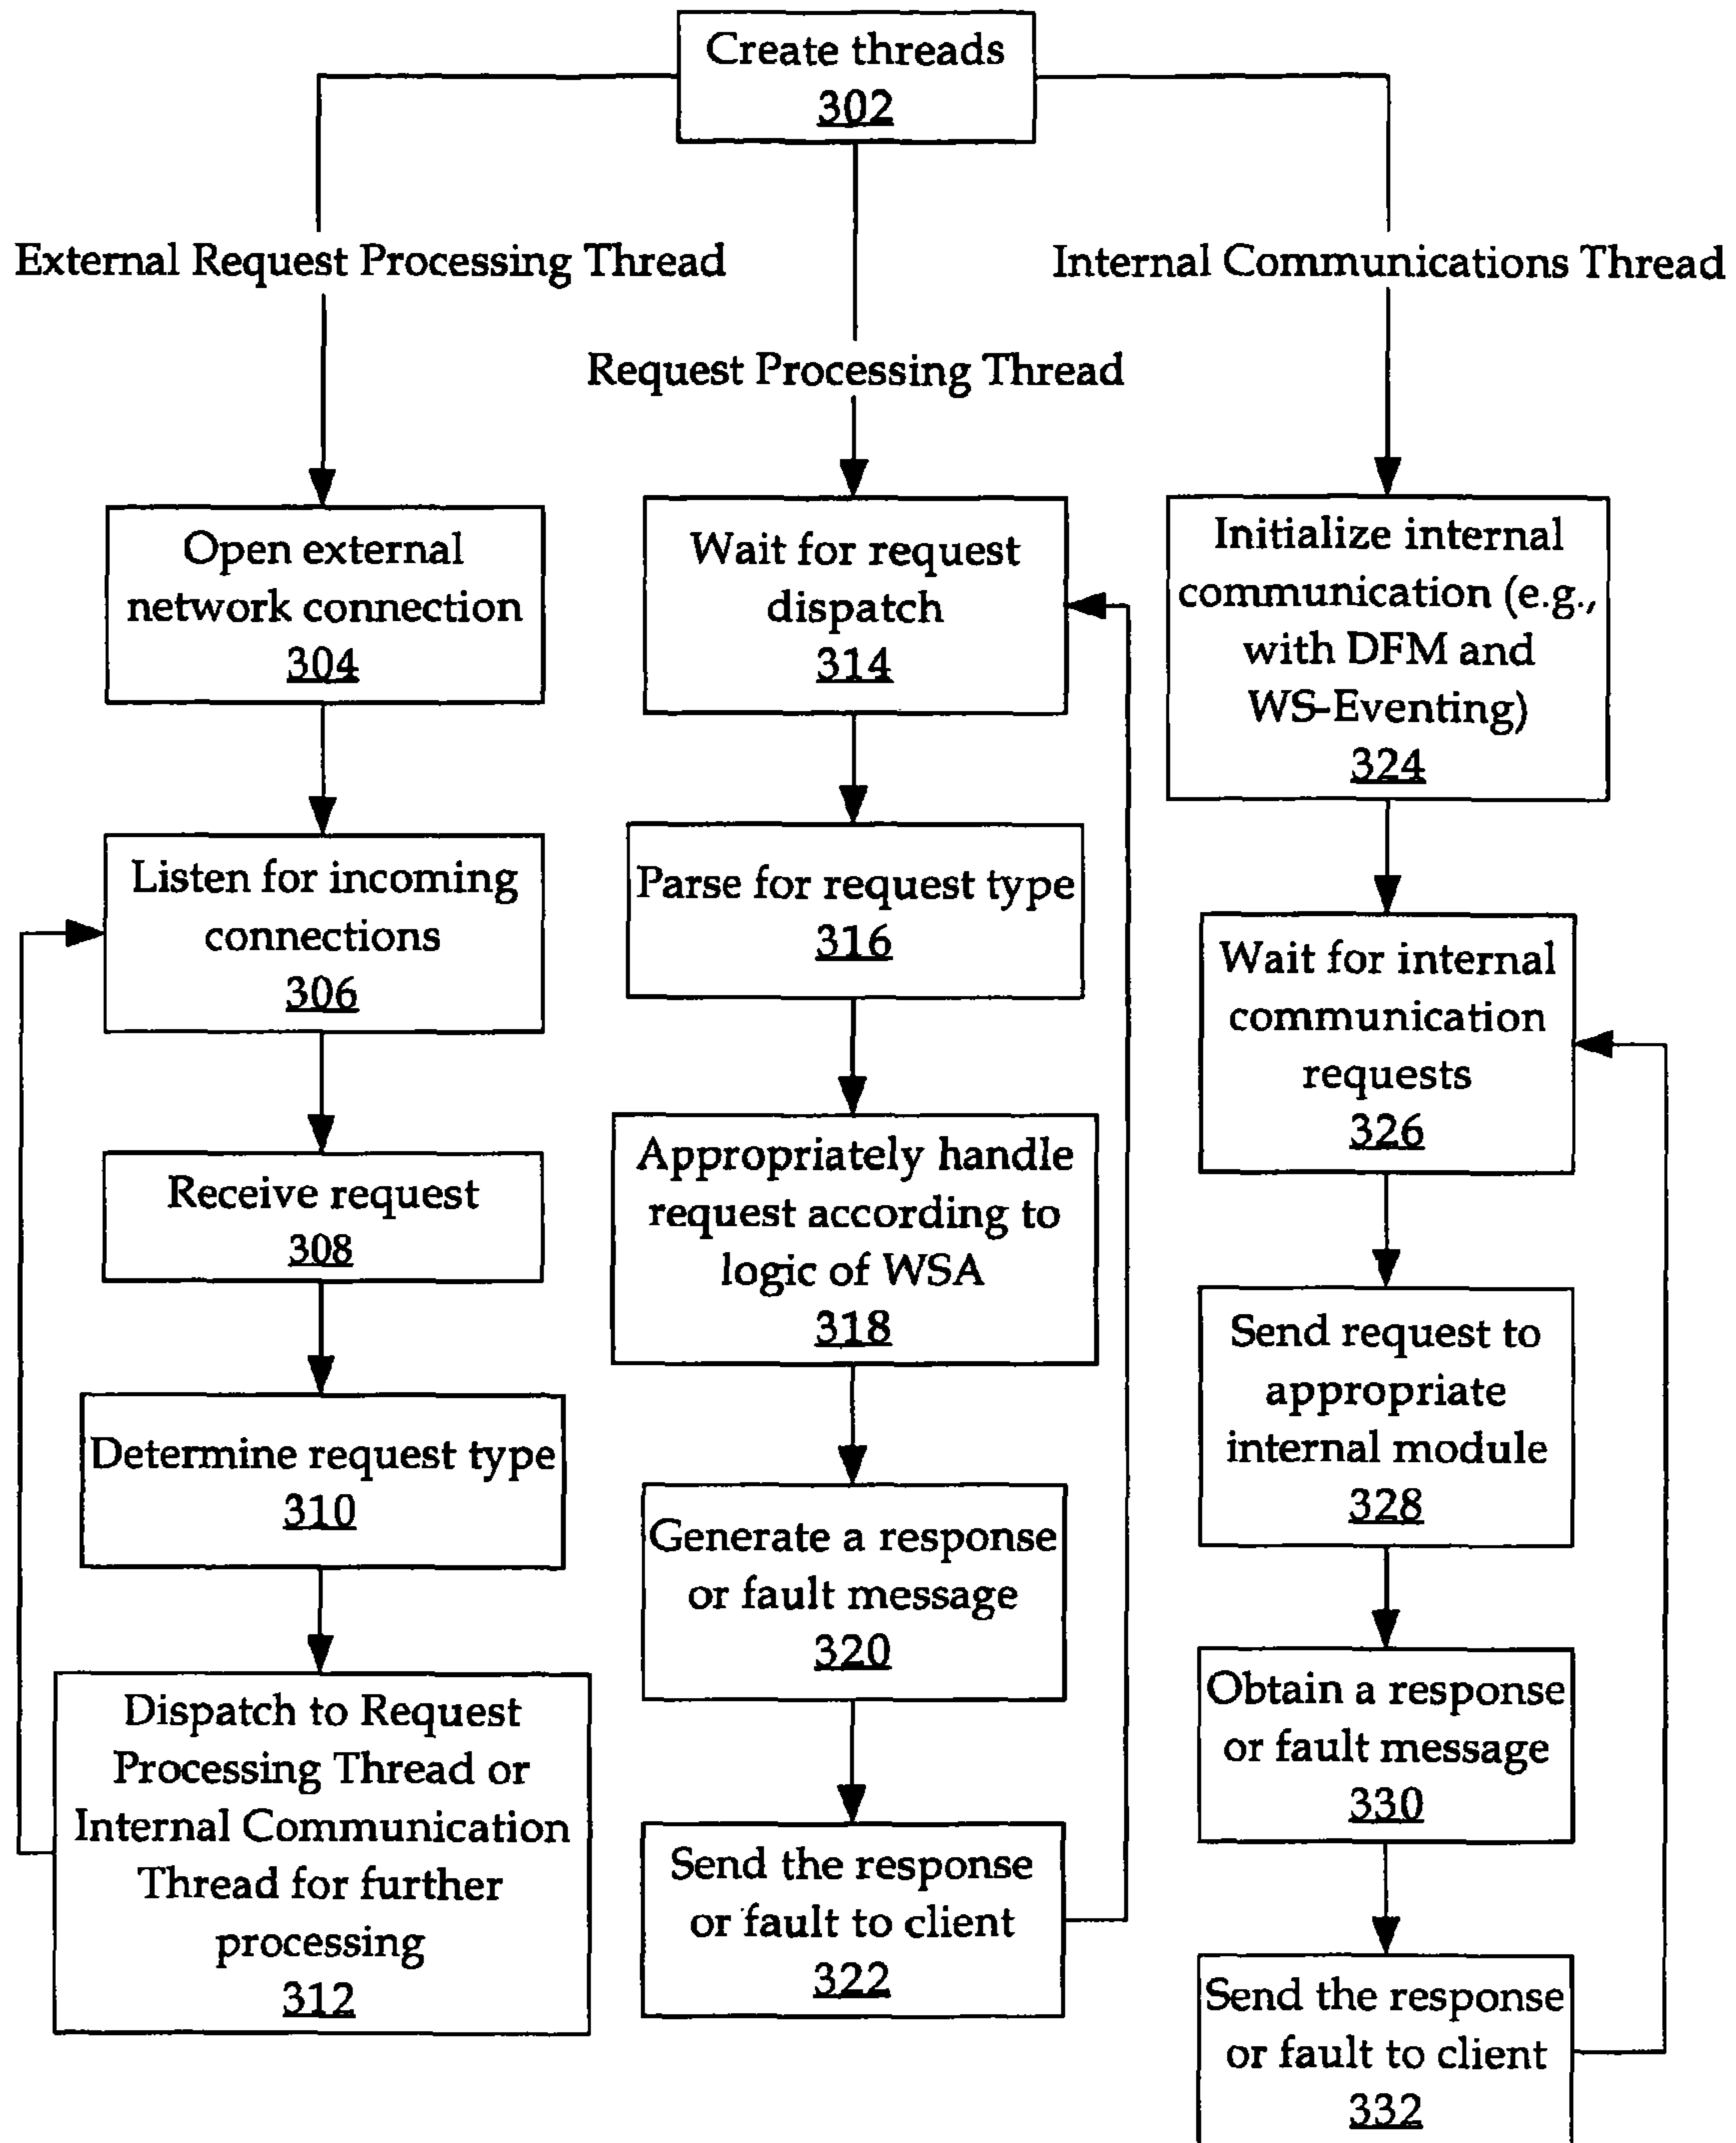 Create threads
302
External Request Processing Thread
Request Processing Thread
Internal Communications Thread
Open external
network connection
304
Listen for incoming
connections
306
Receive request
308
Determine request type
310
Dispatch to Request
Processing Thread or
Internal Communication
Thread for further
processing
312
Wait for request
dispatch
314
Parse for request type
316
Appropriately handle
request according to
logic of WSA
318
Generate a response
or fault message
320
Send the response
or fault to client
322
Initialize internal
communication (e.g.,
with DFM and
WS-Eventing)
324
Wait for internal
communication
requests
326
Send request to
appropriate
internal module
328
Obtain a response
or fault message
330
Send the response
or fault to client
332